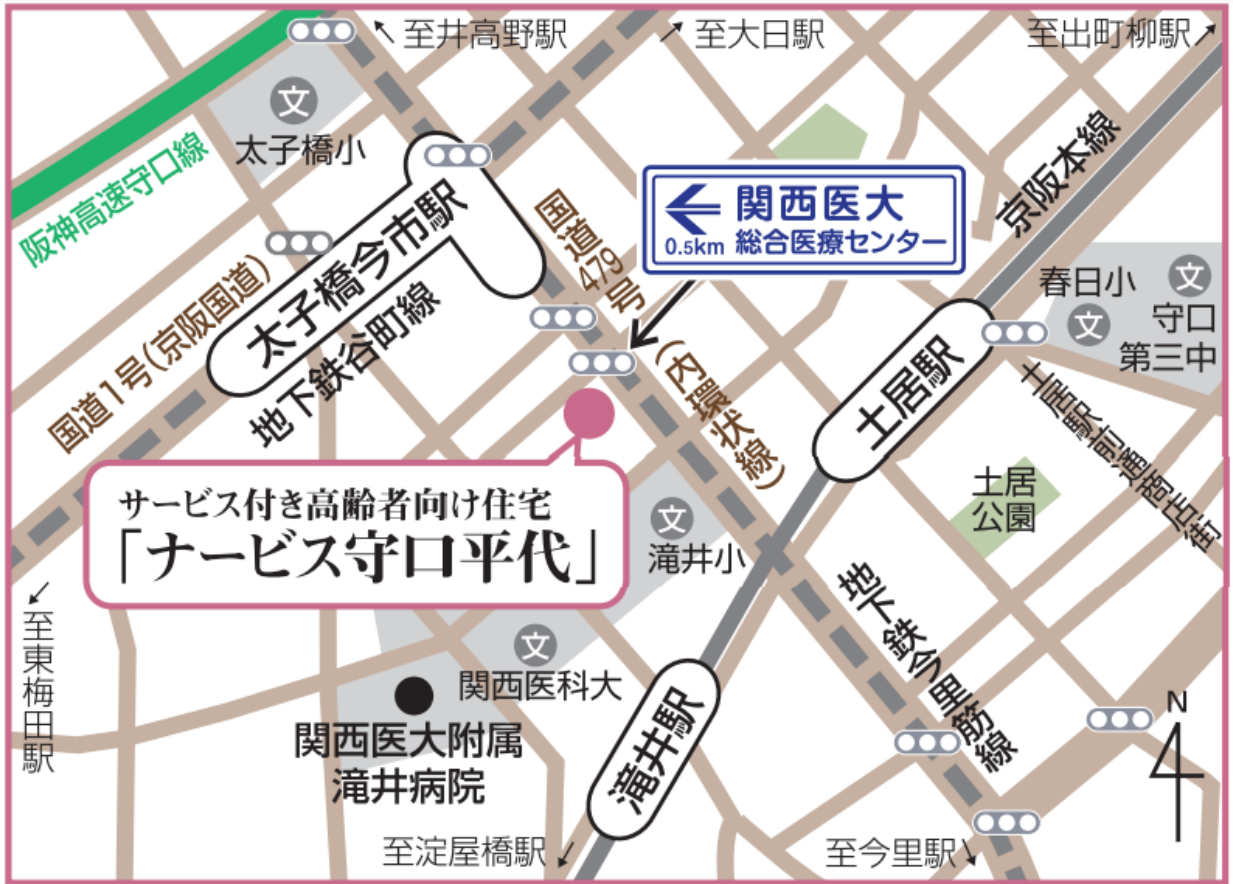 至井高野駅
至大日駅
至出町柳駅
文
太子橋小
阪神高速守口線
太子橋今市駅
国道479号
(内環状線)
関西医大
0.5km 総合医療センター
京阪本線
春日小
文
文
守口
第三中
国道1号(京阪国道)
地下鉄谷町線
土居駅
土居駅前通商店街
サービス付き高齢者向け住宅
「ナービス守口平代」
文
滝井小
土居
公園
地下鉄今里筋線
至東梅田駅
文
関西医科大
関西医大附属
滝井病院
滝井駅
N
至淀屋橋駅
至今里駅